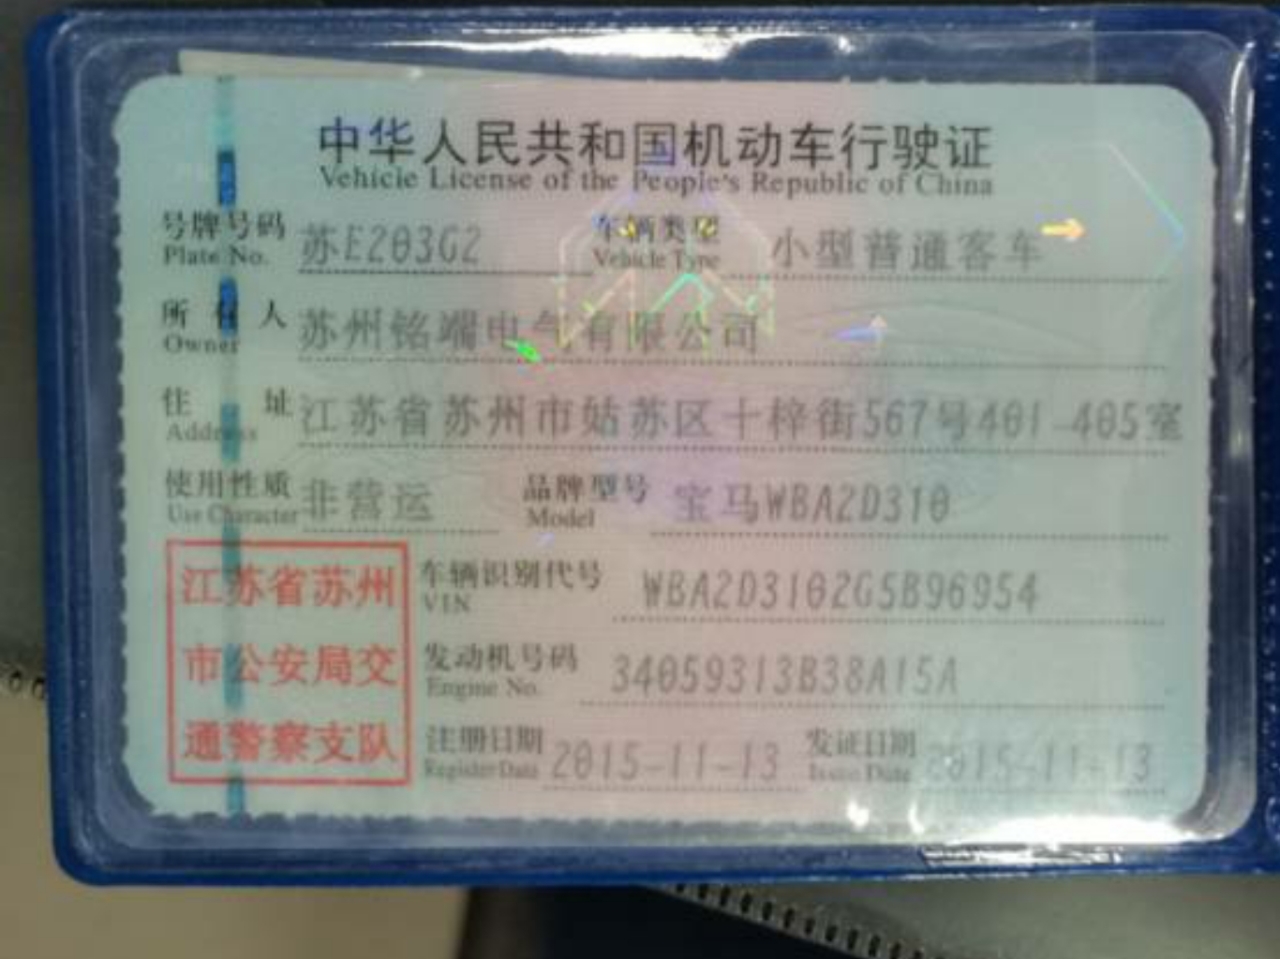 中华人民共和国机动车行驶证
Vehicle License of the People's Republic of China
号牌号码 苏E203G2 车辆类型 小型普通客车
Plate No. Vehicle Type
所有人 苏州铭端电气有限公司
Owner
住址 江苏省苏州市姑苏区十梓街567号401-405室
Address
使用性质 非营运 品牌型号 宝马WBA2D310
Use Character Model
江苏省苏州
市公安局交
通警察支队
车辆识别代号 WBA2D3102G5B96954
VIN
发动机号码 34059313B38A15A
Engine No.
注册日期 2015-11-13 发证日期 2015-11-13
Register Date Issue Date